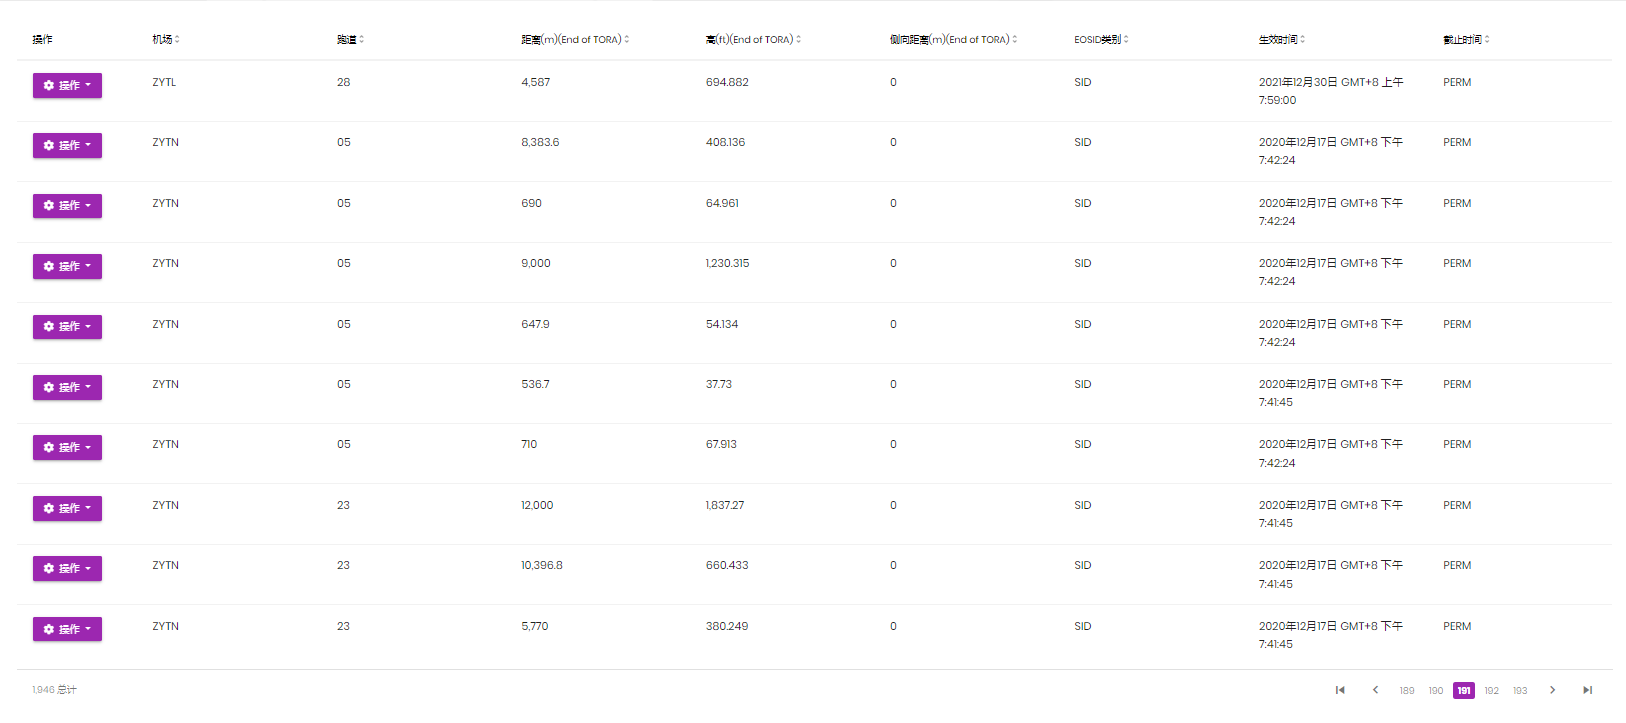 操作 机场 跑道 距离(m)(End of TORA) 高(ft)(End of TORA) 侧向距离(m)(End of TORA) EOSID类别 生效时间 截止时间
操作 ZYTL 28 4,587 694.882 0 SID 2021年12月30日 GMT+8 上午 PERM
7:59:00
操作 ZYTN 05 8,383.6 408.136 0 SID 2020年12月17日 GMT+8 下午 PERM
7:42:24
操作 ZYTN 05 690 64.961 0 SID 2020年12月17日 GMT+8 下午 PERM
7:42:24
操作 ZYTN 05 9,000 1,230.315 0 SID 2020年12月17日 GMT+8 下午 PERM
7:42:24
操作 ZYTN 05 647.9 54.134 0 SID 2020年12月17日 GMT+8 下午 PERM
7:42:24
操作 ZYTN 05 536.7 37.73 0 SID 2020年12月17日 GMT+8 下午 PERM
7:41:45
操作 ZYTN 05 710 67.913 0 SID 2020年12月17日 GMT+8 下午 PERM
7:42:24
操作 ZYTN 23 12,000 1,837.27 0 SID 2020年12月17日 GMT+8 下午 PERM
7:41:45
操作 ZYTN 23 10,396.8 660.433 0 SID 2020年12月17日 GMT+8 下午 PERM
7:41:45
操作 ZYTN 23 5,770 380.249 0 SID 2020年12月17日 GMT+8 下午 PERM
7:41:45
1,946 总计 189 190 191 192 193